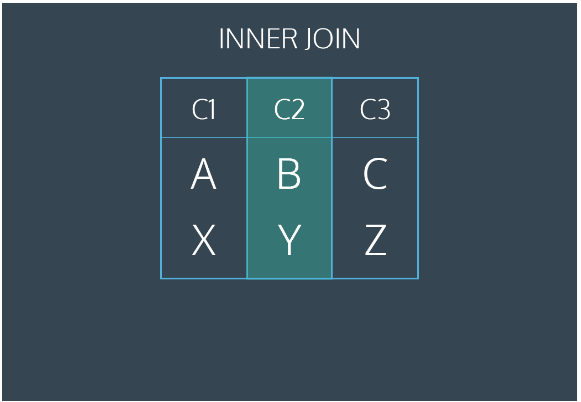 INNER JOIN
C1 C2 C3
A B C
X Y Z